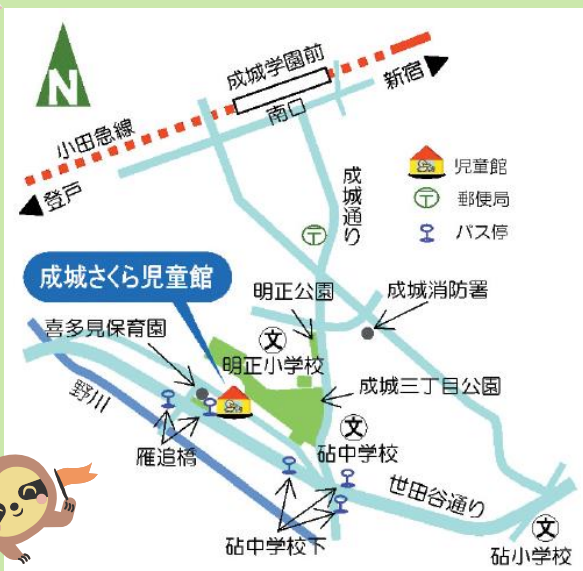 N
成城学園前
新宿
南口
小田急線
登戸
成城通り
児童館
〒
郵便局
バス停
〒
成城さくら児童館
明正公園
成城消防署
喜多見保育園
文
明正小学校
成城三丁目公園
野川
雁追橋
文
砧中学校
世田谷通り
砧中学校下
文
砧小学校